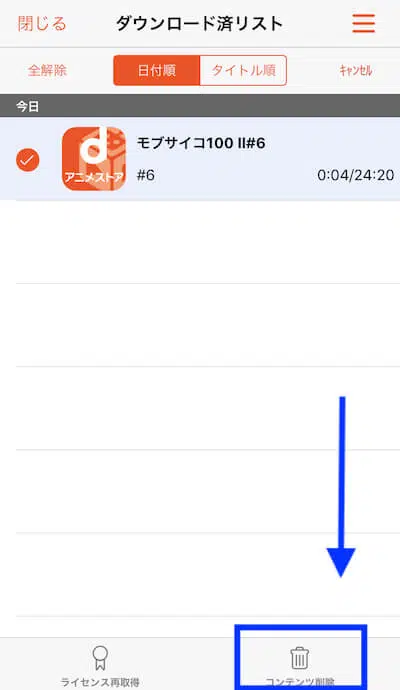 閉じる ダウンロード済リスト
全解除 日付順 タイトル順 ｷｬﾝｾﾙ
今日
d
アニメストア
モブサイコ100 II#6
#6 0:04/24:20
ライセンス再取得 コンテンツ削除